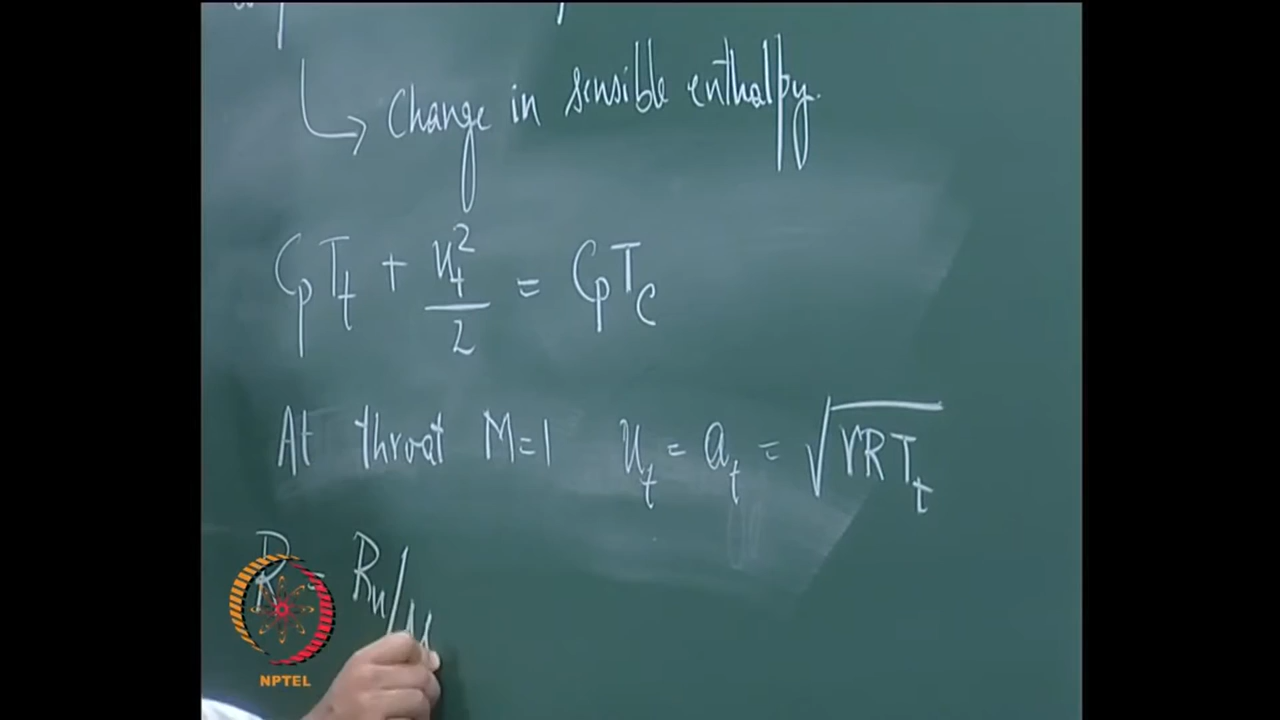 Change in sensible enthalpy.
CpTt + ut²/2 = CpTc
At throat M=1 ut = at = √γRTt
R = Ru/M
NPTEL